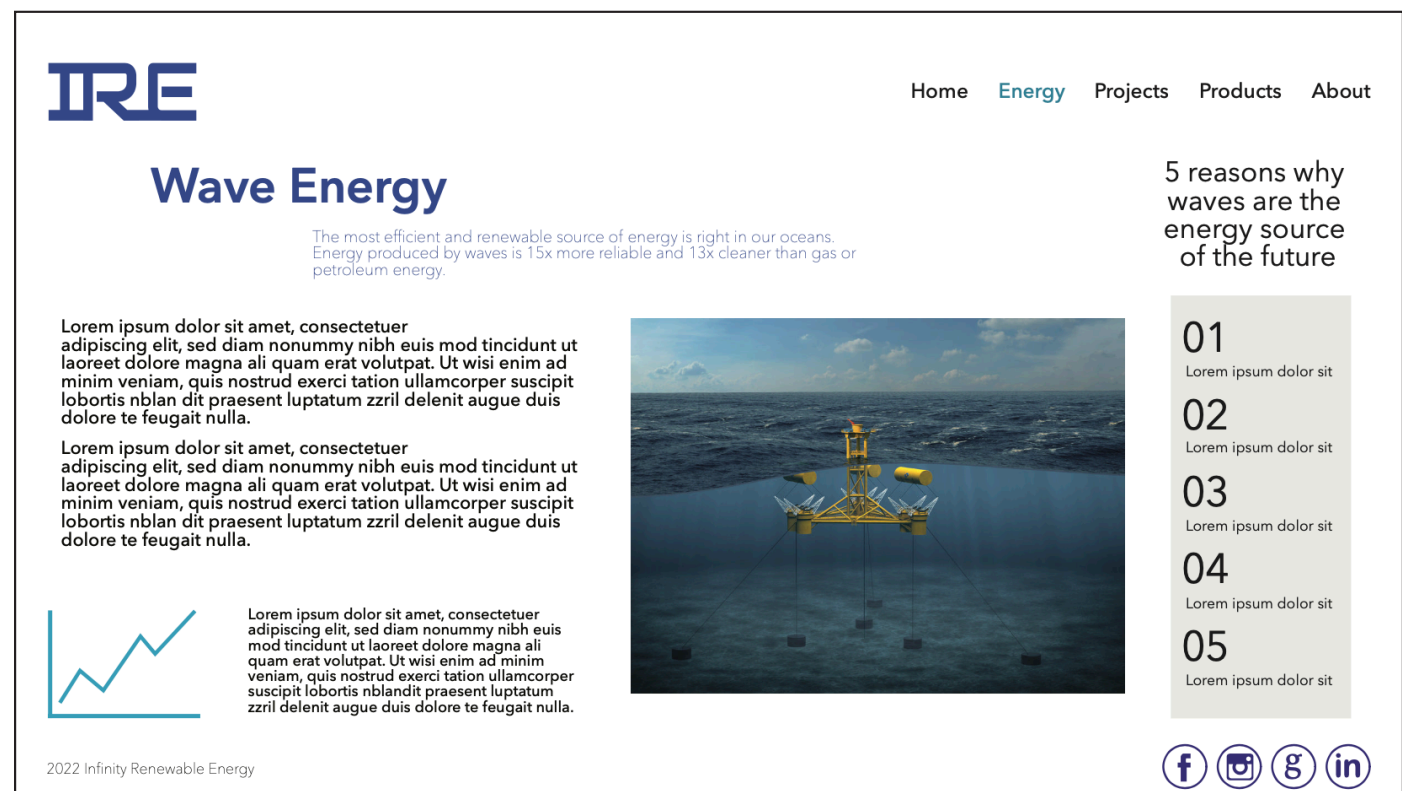 IRE
Home Energy Projects Products About
Wave Energy
The most efficient and renewable source of energy is right in our oceans.
Energy produced by waves is 15x more reliable and 13x cleaner than gas or
petroleum energy.
Lorem ipsum dolor sit amet, consectetuer
adipiscing elit, sed diam nonummy nibh euis mod tincidunt ut
laoreet dolore magna ali quam erat volutpat. Ut wisi enim ad
minim veniam, quis nostrud exerci tation ullamcorper suscipit
lobortis nblan dit praesent luptatum zzril delenit augue duis
dolore te feugait nulla.
Lorem ipsum dolor sit amet, consectetuer
adipiscing elit, sed diam nonummy nibh euis mod tincidunt ut
laoreet dolore magna ali quam erat volutpat. Ut wisi enim ad
minim veniam, quis nostrud exerci tation ullamcorper suscipit
lobortis nblan dit praesent luptatum zzril delenit augue duis
dolore te feugait nulla.
Lorem ipsum dolor sit amet, consectetuer
adipiscing elit, sed diam nonummy nibh euis
mod tincidunt ut laoreet dolore magna ali
quam erat volutpat. Ut wisi enim ad minim
veniam, quis nostrud exerci tation ullamcorper
suscipit lobortis nblandit praesent luptatum
zzril delenit augue duis dolore te feugait nulla.
5 reasons why
waves are the
energy source
of the future
01
Lorem ipsum dolor sit
02
Lorem ipsum dolor sit
03
Lorem ipsum dolor sit
04
Lorem ipsum dolor sit
05
Lorem ipsum dolor sit
2022 Infinity Renewable Energy
f g in